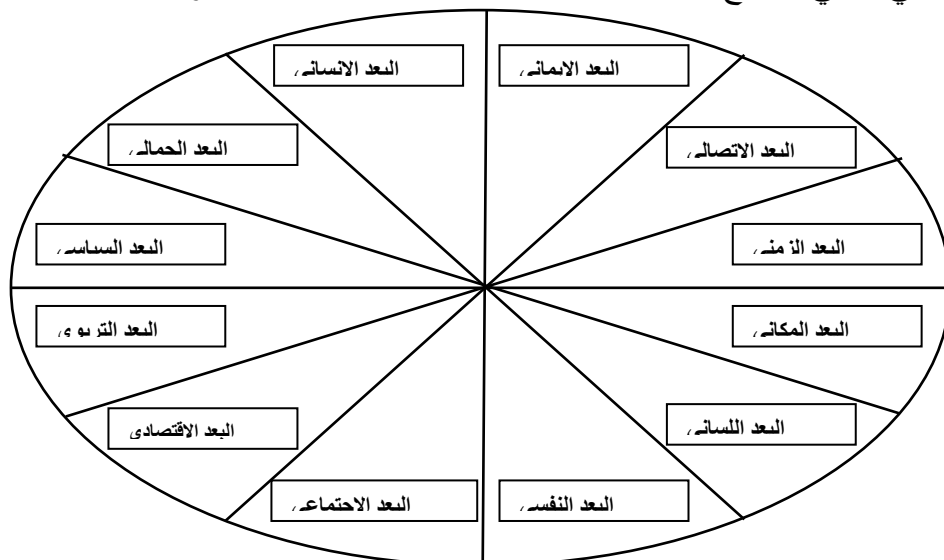 البعد الايماني
البعد الانساني
البعد الاتصالي
البعد الجمالي
البعد الزمني
البعد السياسي
البعد المكاني
البعد التربوي
البعد اللساني
البعد الاقتصادي
البعد النفسي
البعد الاجتماعي